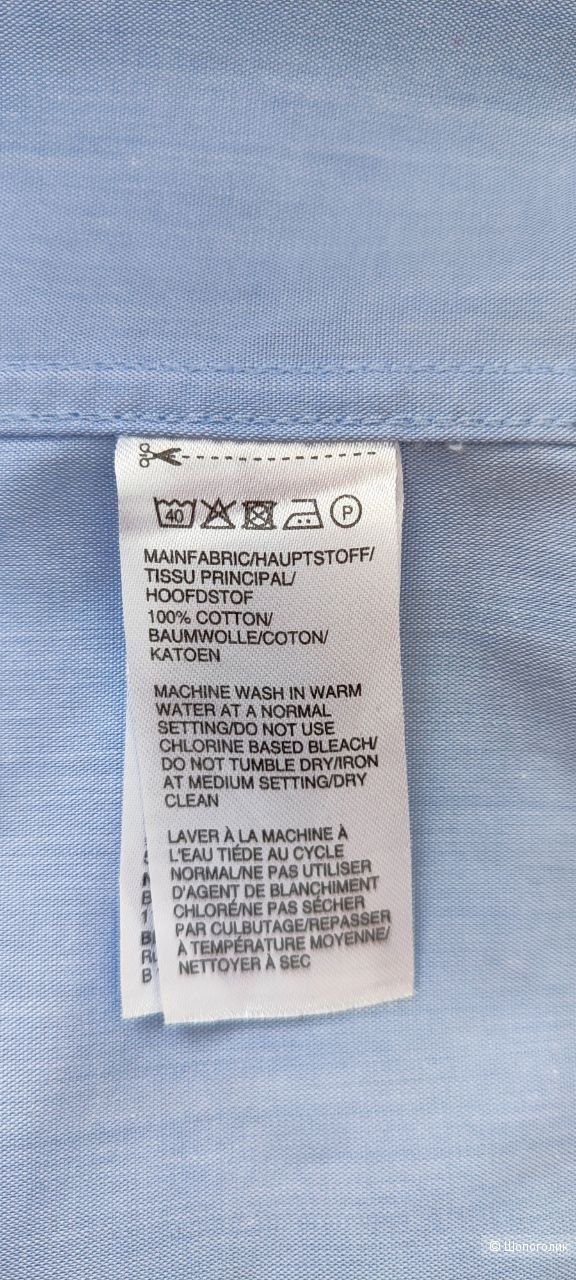 40
P
MAINFABRIC/HAUPTSTOFF/
TISSU PRINCIPAL/
HOOFDSTOF
100% COTTON/
BAUMWOLLE/COTON/
KATOEN
MACHINE WASH IN WARM
WATER AT A NORMAL
SETTING/DO NOT USE
CHLORINE BASED BLEACH/
DO NOT TUMBLE DRY/IRON
AT MEDIUM SETTING/DRY
CLEAN
LAVER À LA MACHINE À
L'EAU TIÉDE AU CYCLE
NORMAL/NE PAS UTILISER
D'AGENT DE BLANCHIMENT
CHLORÉ/NE PAS SÉCHER
PAR CULBUTAGE/REPASSER
À TEMPÉRATURE MOYENNE/
NETTOYER À SEC
© Шопоголик